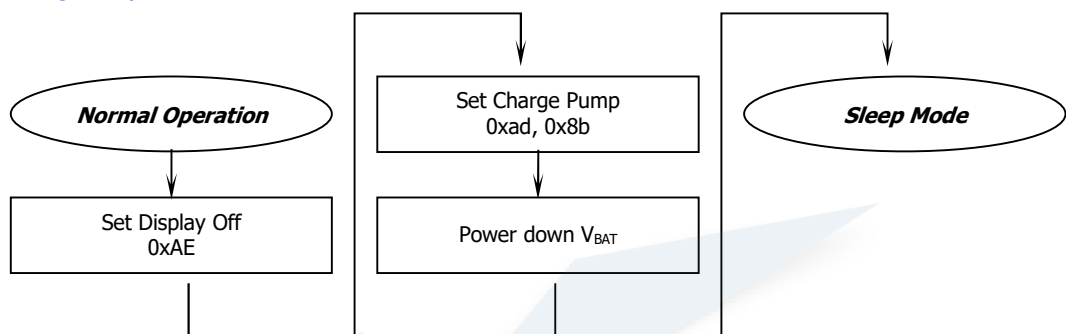 Normal Operation
Set Display Off
0xAE
Set Charge Pump
0xad, 0x8b
Power down VBAT
Sleep Mode